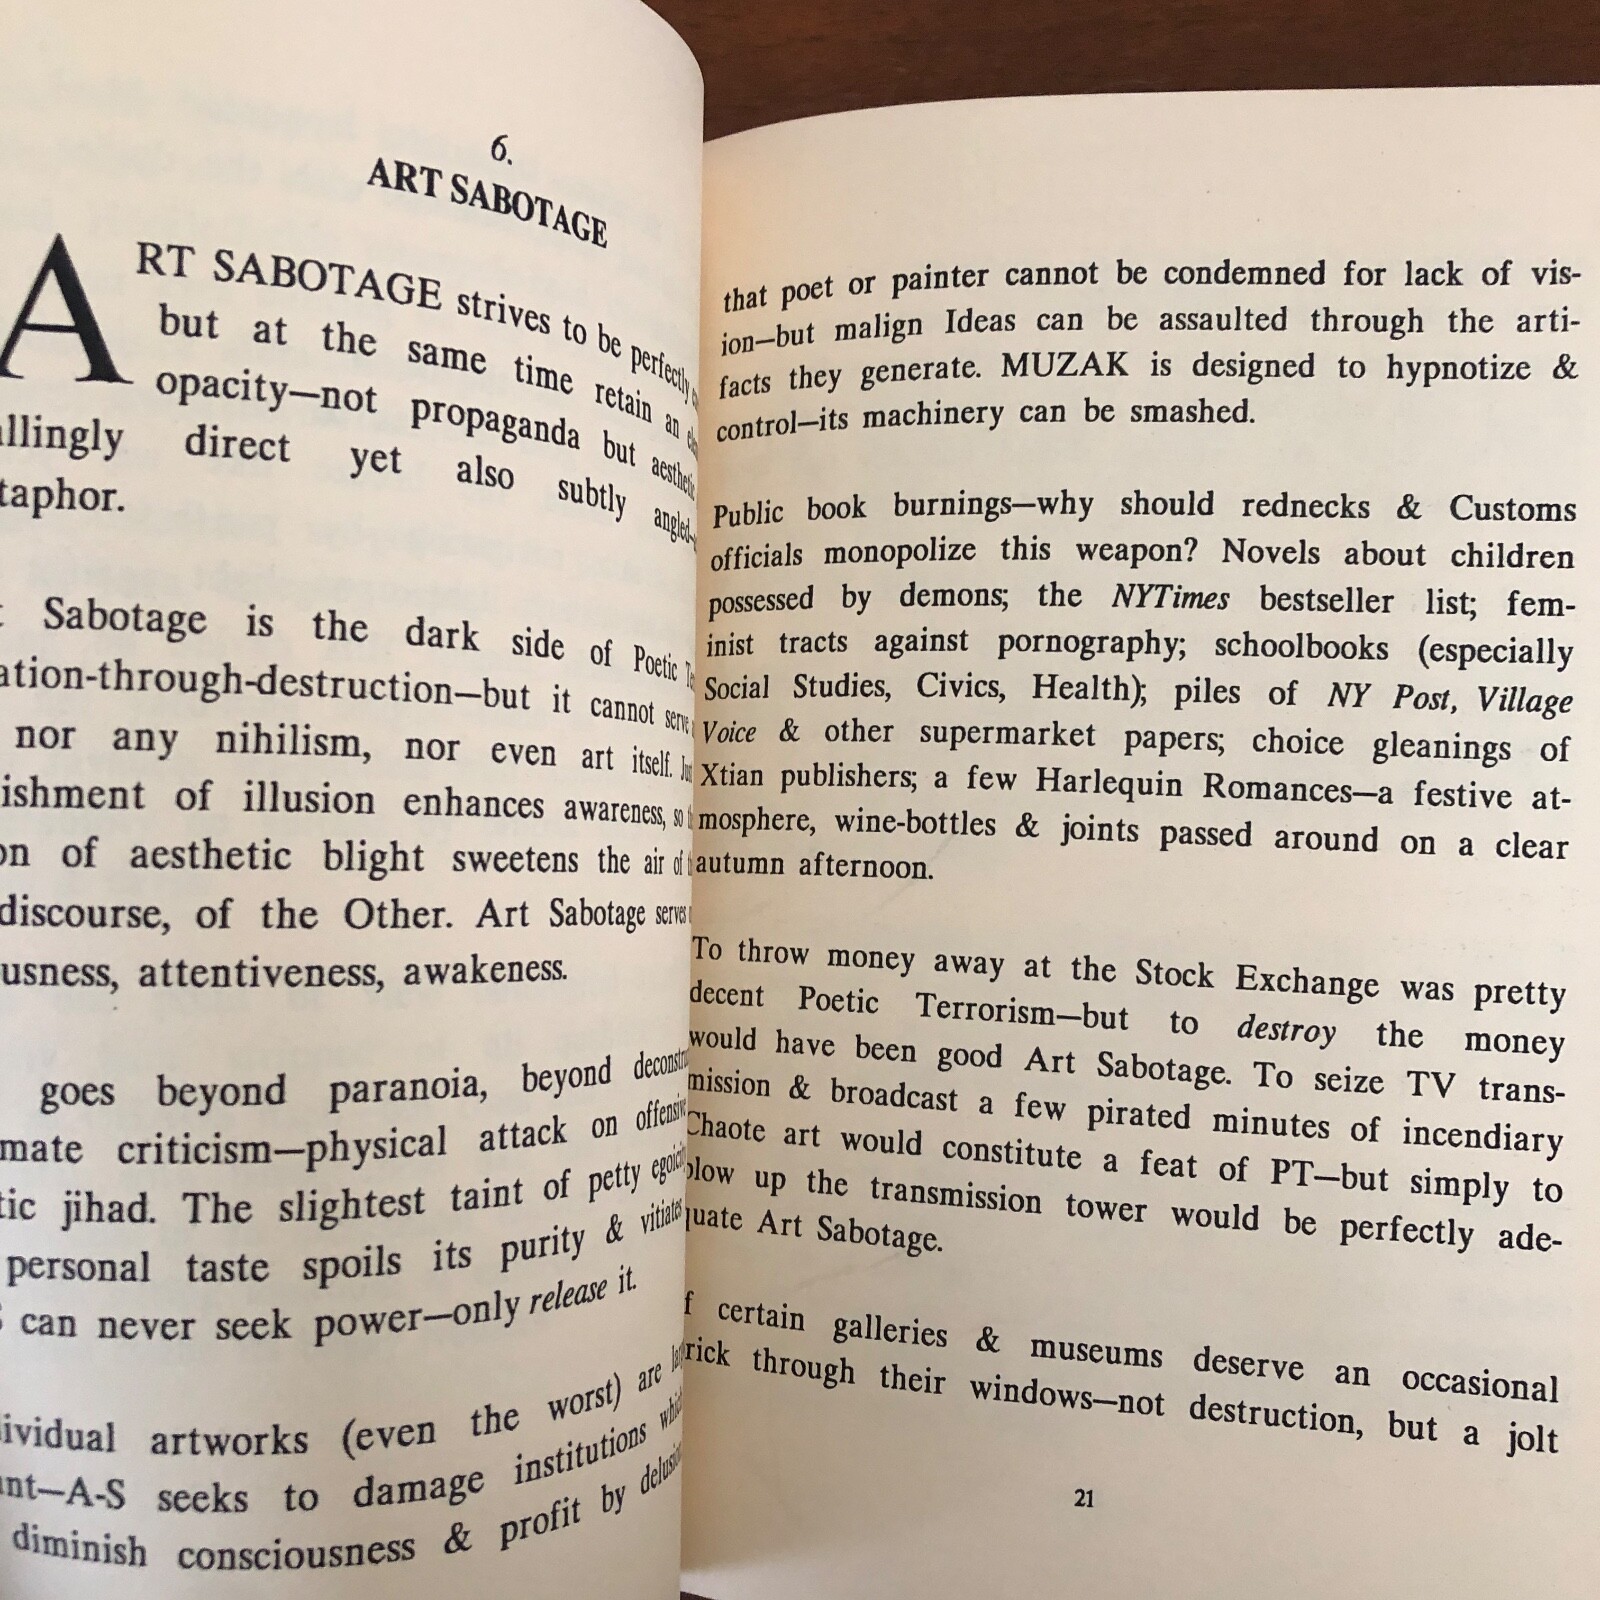 6.
ART SABOTAGE
ART SABOTAGE strives to be perfectly
but at the same time retain an
opacity—not propaganda but aesthetic
direct yet also subtly angled—
Sabotage is the dark side of Poetic
ation-through-destruction—but it cannot serve
nor any nihilism, nor even art itself.
ishment of illusion enhances awareness, so
on of aesthetic blight sweetens the air of
discourse, of the Other. Art Sabotage serves
usness, attentiveness, awakeness.
goes beyond paranoia, beyond
mate criticism—physical attack on offensive
tic jihad. The slightest taint of petty
personal taste spoils its purity & vitiates
can never seek power—only release it.
ividual artworks (even the worst) are
A-S seeks to damage institutions which
diminish consciousness & profit by
that poet or painter cannot be condemned for lack of vis-
ion—but malign Ideas can be assaulted through the arti-
facts they generate. MUZAK is designed to hypnotize &
control—its machinery can be smashed.
Public book burnings—why should rednecks & Customs
officials monopolize this weapon? Novels about children
possessed by demons; the NYTimes bestseller list; fem-
inist tracts against pornography; schoolbooks (especially
Social Studies, Civics, Health); piles of NY Post, Village
Voice & other supermarket papers; choice gleanings of
Xtian publishers; a few Harlequin Romances—a festive at-
mosphere, wine-bottles & joints passed around on a clear
autumn afternoon.
To throw money away at the Stock Exchange was pretty
decent Poetic Terrorism—but to destroy the money
would have been good Art Sabotage. To seize TV trans-
mission & broadcast a few pirated minutes of incendiary
Chaote art would constitute a feat of PT—but simply to
blow up the transmission tower would be perfectly ade-
quate Art Sabotage.
f certain galleries & museums deserve an occasional
rick through their windows—not destruction, but a jolt
21